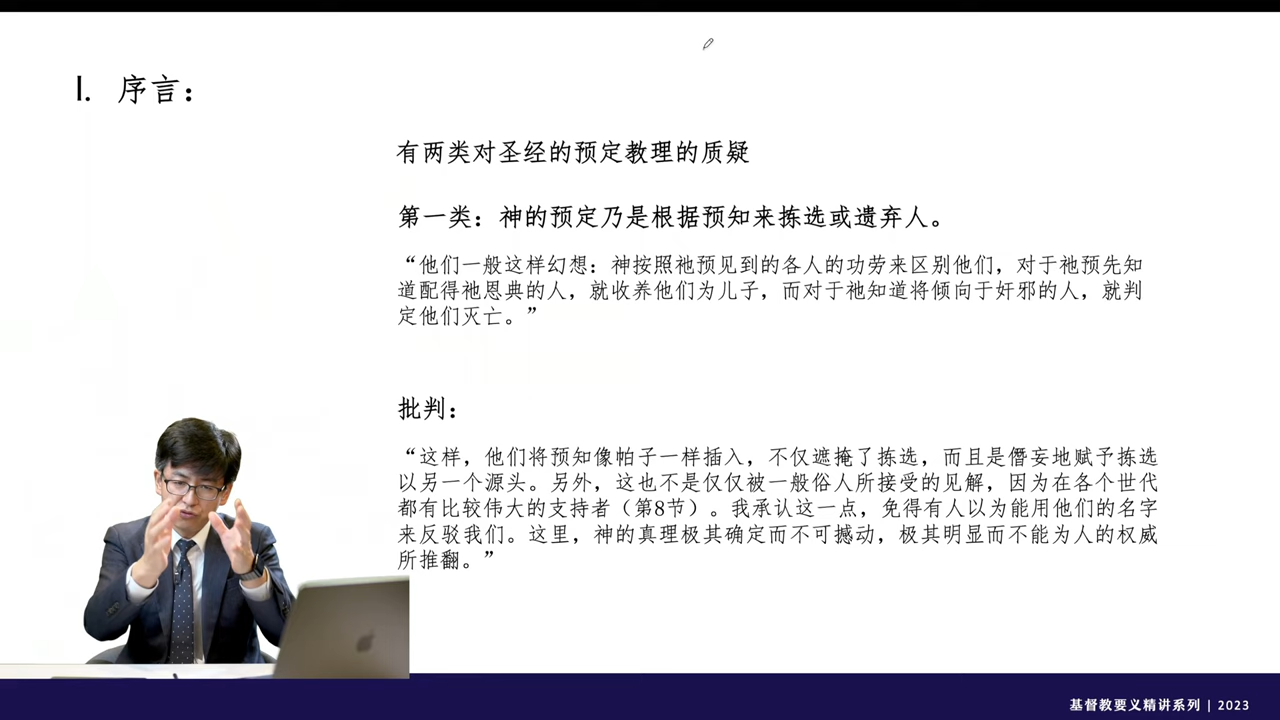 I. 序言：
有两类对圣经的预定教理的质疑
第一类：神的预定乃是根据预知来拣选或遗弃人。
“他们一般这样幻想：神按照祂预见到的各人的功劳来区别他们，对于祂预先知
道配得祂恩典的人，就收养他们为儿子，而对于祂知道将倾向于奸邪的人，就判
定他们灭亡。”
批判：
“这样，他们将预知像帕子一样插入，不仅遮掩了拣选，而且是僭妄地赋予拣选
以另一个源头。另外，这也不是仅仅被一般俗人所接受的见解，因为在各个世代
都有比较伟大的支持者（第8节）。我承认这一点，免得有人以为能用他们的名字
来反驳我们。这里，神的真理极其确定而不可撼动，极其明显而不能为人的权威
所推翻。”
基督教要义精讲系列 | 2023